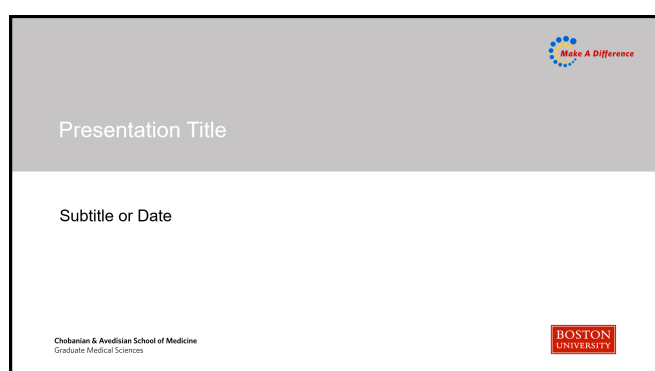 Make A Difference
Presentation Title
Subtitle or Date
Chobanian & Avedisian School of Medicine
Graduate Medical Sciences
BOSTON
UNIVERSITY